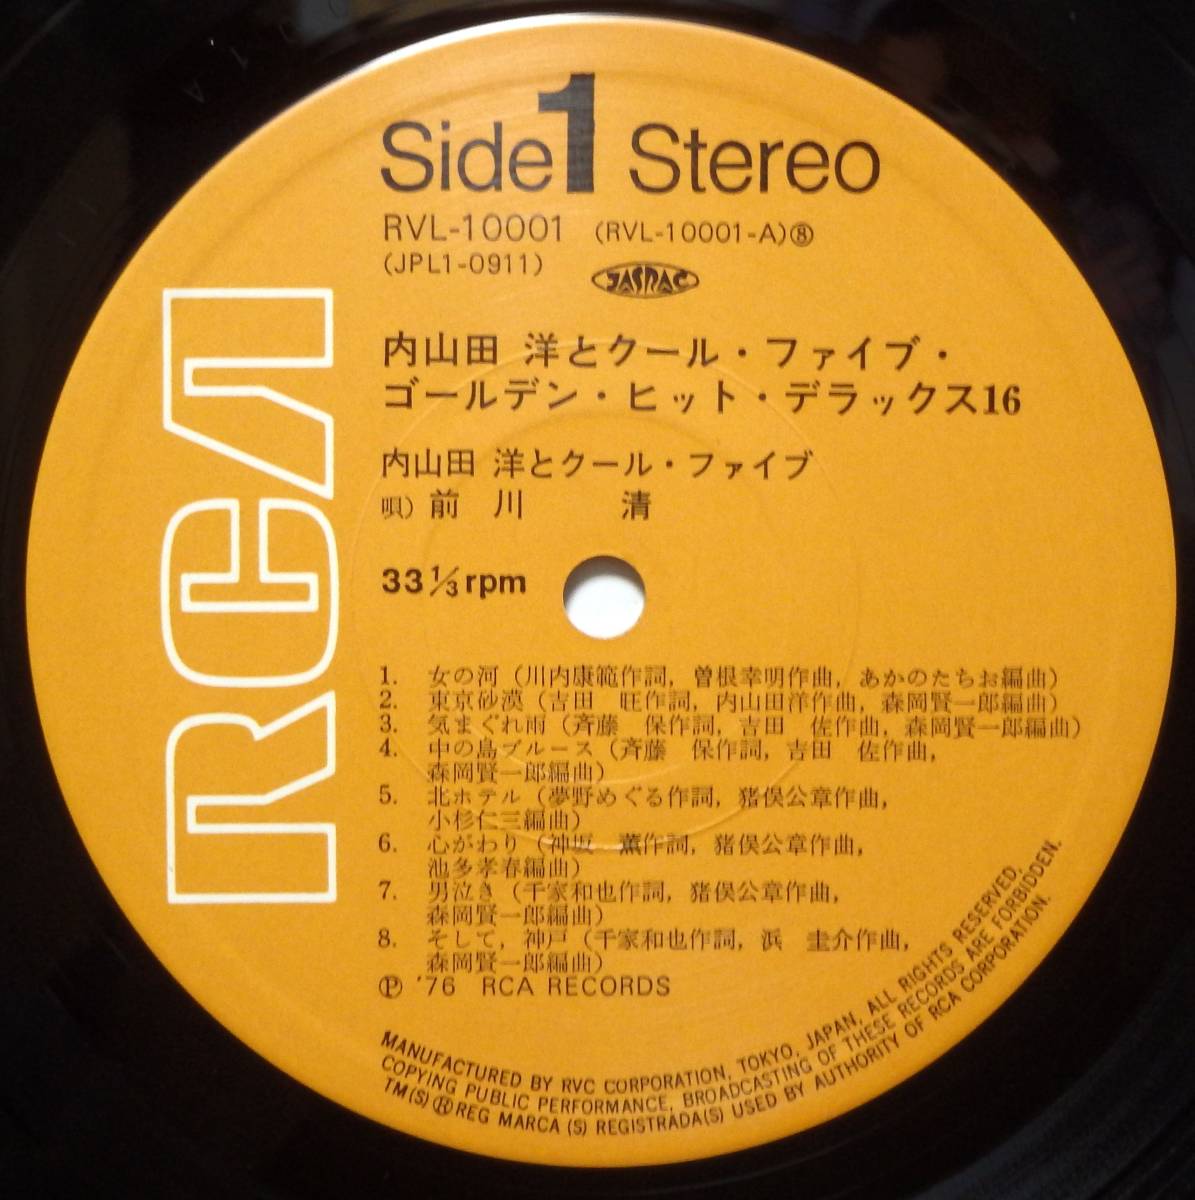 Side 1 Stereo
RVL-10001 (RVL-10001-A)⑧
(JPL1-0911)
JASRAC
RCA
内山田 洋とクール・ファイブ・
ゴールデン・ヒット・デラックス16
内山田 洋とクール・ファイブ
唄) 前 川 清
33 1/3 rpm
1. 女の河 (川内康範作詞, 曽根幸明作曲, あかのたちお編曲)
2. 東京砂漠 (吉田 旺作詞, 内山田洋作曲, 森岡賢一郎編曲)
3. 気まぐれ雨 (斉藤 保作詞, 吉田 佐作曲, 森岡賢一郎編曲)
4. 中の島ブルース (斉藤 保作詞, 吉田 佐作曲,
森岡賢一郎編曲)
5. 北ホテル (夢野めぐる作詞, 猪俣公章作曲,
小杉仁三編曲)
6. 心がわり (神坂 薫作詞, 猪俣公章作曲,
池多孝春編曲)
7. 男泣き (千家和也作詞, 猪俣公章作曲,
森岡賢一郎編曲)
8. そして, 神戸 (千家和也作詞, 浜 圭介作曲,
森岡賢一郎編曲)
Ⓟ '76 RCA RECORDS
MANUFACTURED BY RVC CORPORATION, TOKYO, JAPAN. ALL RIGHTS RESERVED,
COPYING PUBLIC PERFORMANCE, BROADCASTING OF THESE RECORDS ARE FORBIDDEN.
TM(S) ® REG MARCA (S) REGISTRADA(S) USED BY AUTHORITY OF RCA CORPORATION.